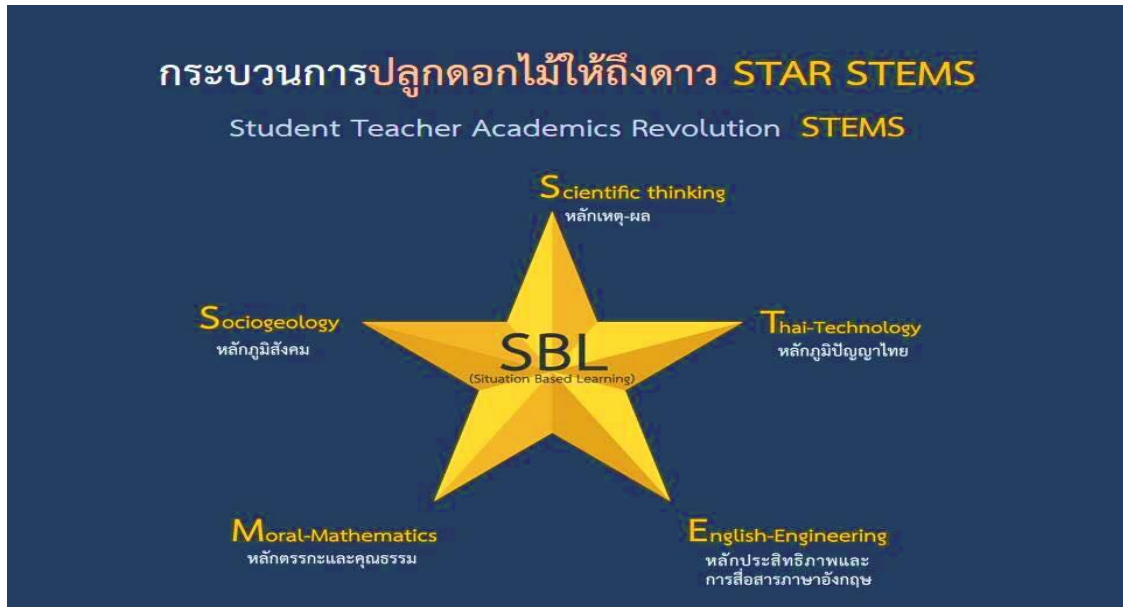 กระบวนการปลูกดอกไม้ให้ถึงดาว STAR STEMS
Student Teacher Academics Revolution STEMS
Scientific thinking
หลักเหตุ-ผล
Sociogeology
หลักภูมิสังคม
Thai-Technology
หลักภูมิปัญญาไทย
SBL
(Situation Based Learning)
Moral-Mathematics
หลักตรรกะและคุณธรรม
English-Engineering
หลักประสิทธิภาพและ
การสื่อสารภาษาอังกฤษ